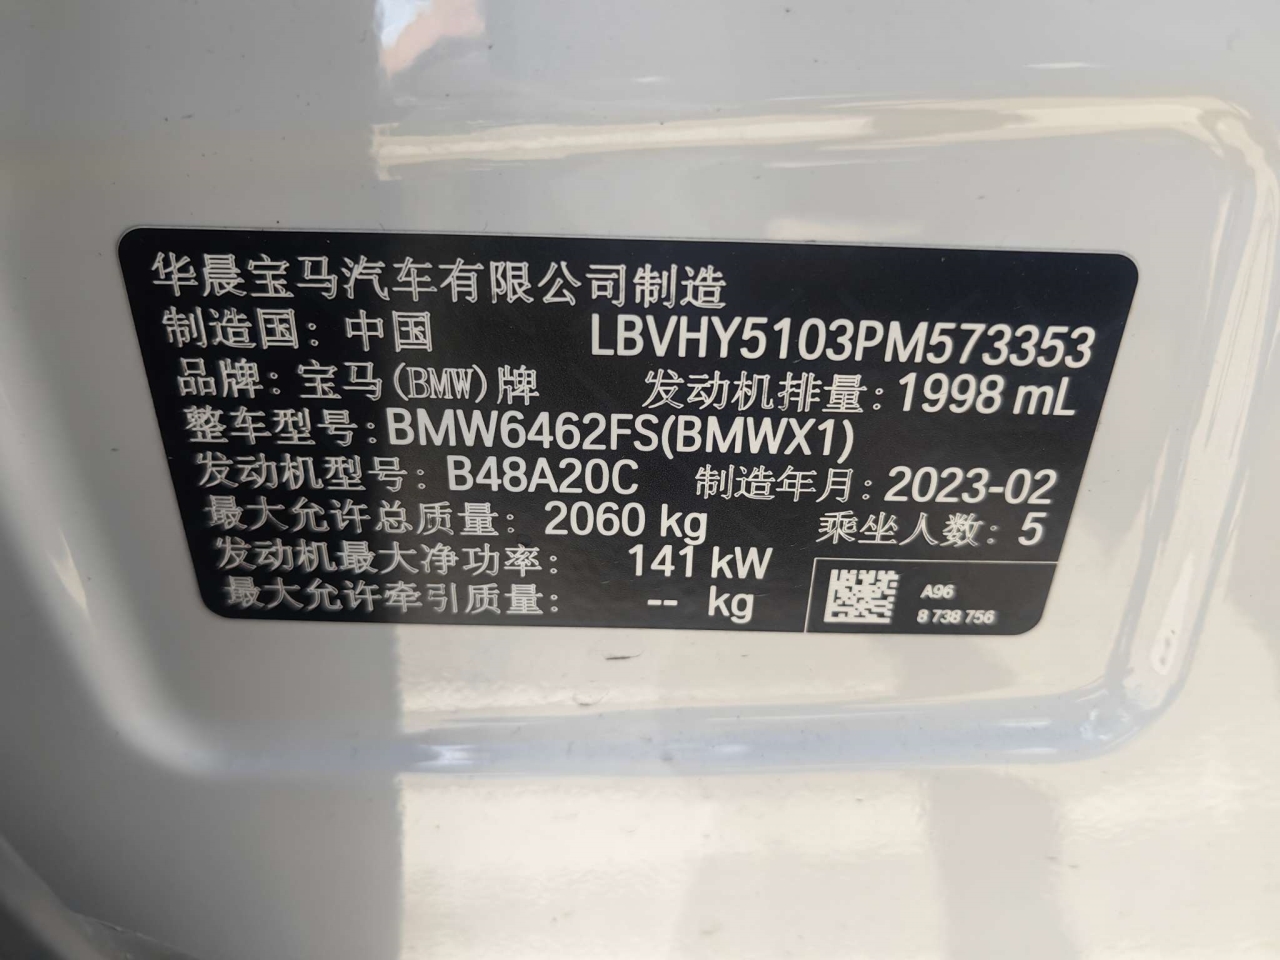 华晨宝马汽车有限公司制造
制造国：中国 LBVHY5103PM573353
品牌：宝马(BMW)牌 发动机排量：1998 mL
整车型号：BMW6462FS(BMWX1)
发动机型号：B48A20C 制造年月：2023-02
最大允许总质量：2060 kg 乘坐人数：5
发动机最大净功率：141 kW
最大允许牵引质量：-- kg
A96
8 738 756